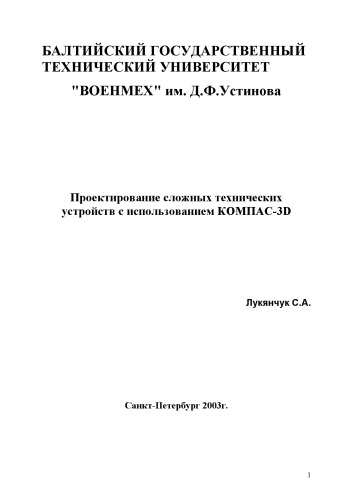 БАЛТИЙСКИЙ ГОСУДАРСТВЕННЫЙ
ТЕХНИЧЕСКИЙ УНИВЕРСИТЕТ
"ВОЕНМЕХ" им. Д.Ф.Устинова
Проектирование сложных технических
устройств с использованием КОМПАС-3D
Лукянчук С.А.
Санкт-Петербург 2003г.
1